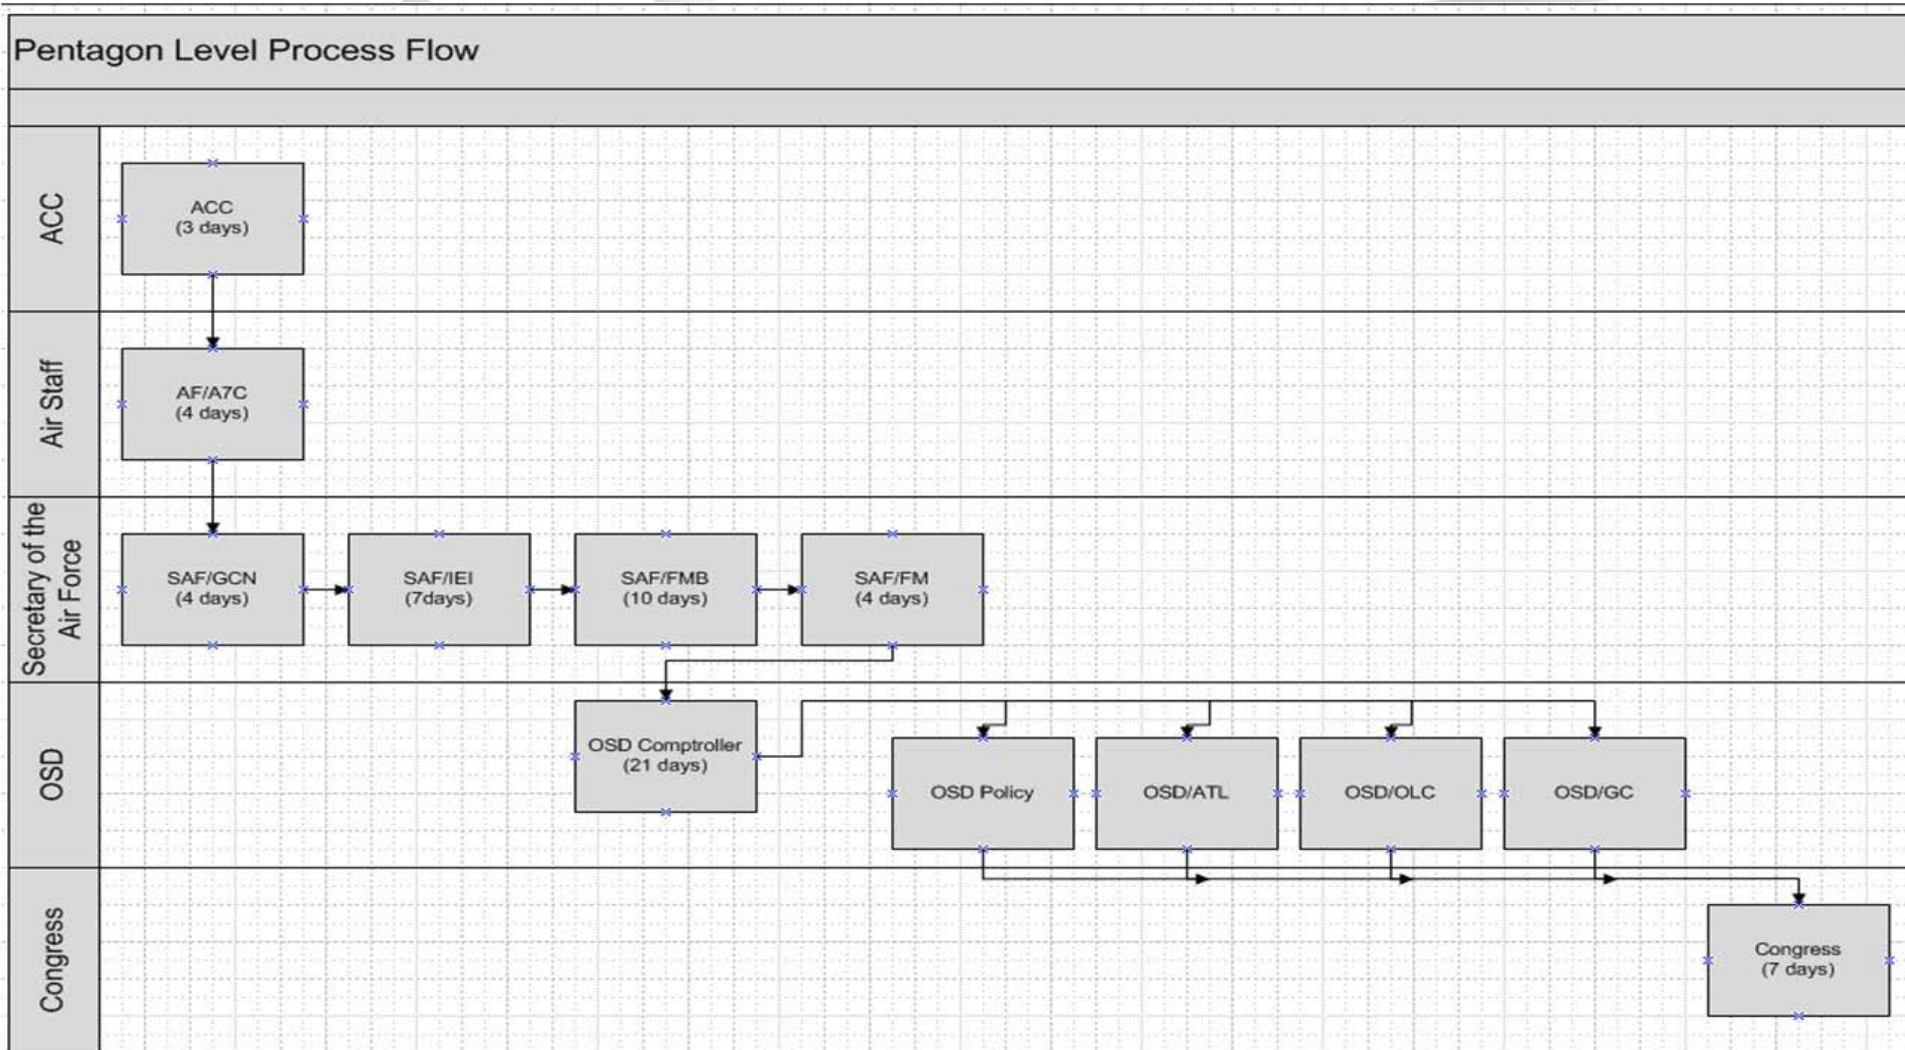 Pentagon Level Process Flow
ACC
ACC
(3 days)
Air Staff
AF/A7C
(4 days)
Secretary of the
Air Force
SAF/GCN
(4 days)
SAF/IEI
(7days)
SAF/FMB
(10 days)
SAF/FM
(4 days)
OSD
OSD Comptroller
(21 days)
OSD Policy
OSD/ATL
OSD/OLC
OSD/GC
Congress
Congress
(7 days)